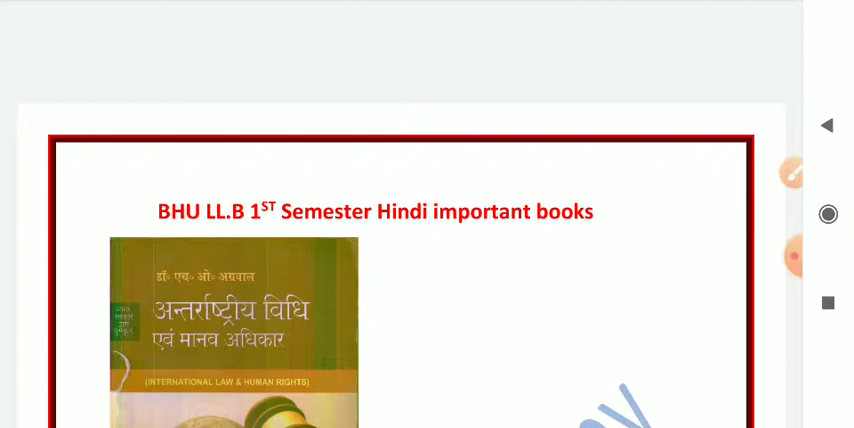 BHU LL.B 1ST Semester Hindi important books
डॉ॰ एच॰ ओ॰ अग्रवाल
अन्तर्राष्ट्रीय विधि
एवं मानव अधिकार
(INTERNATIONAL LAW & HUMAN RIGHTS)